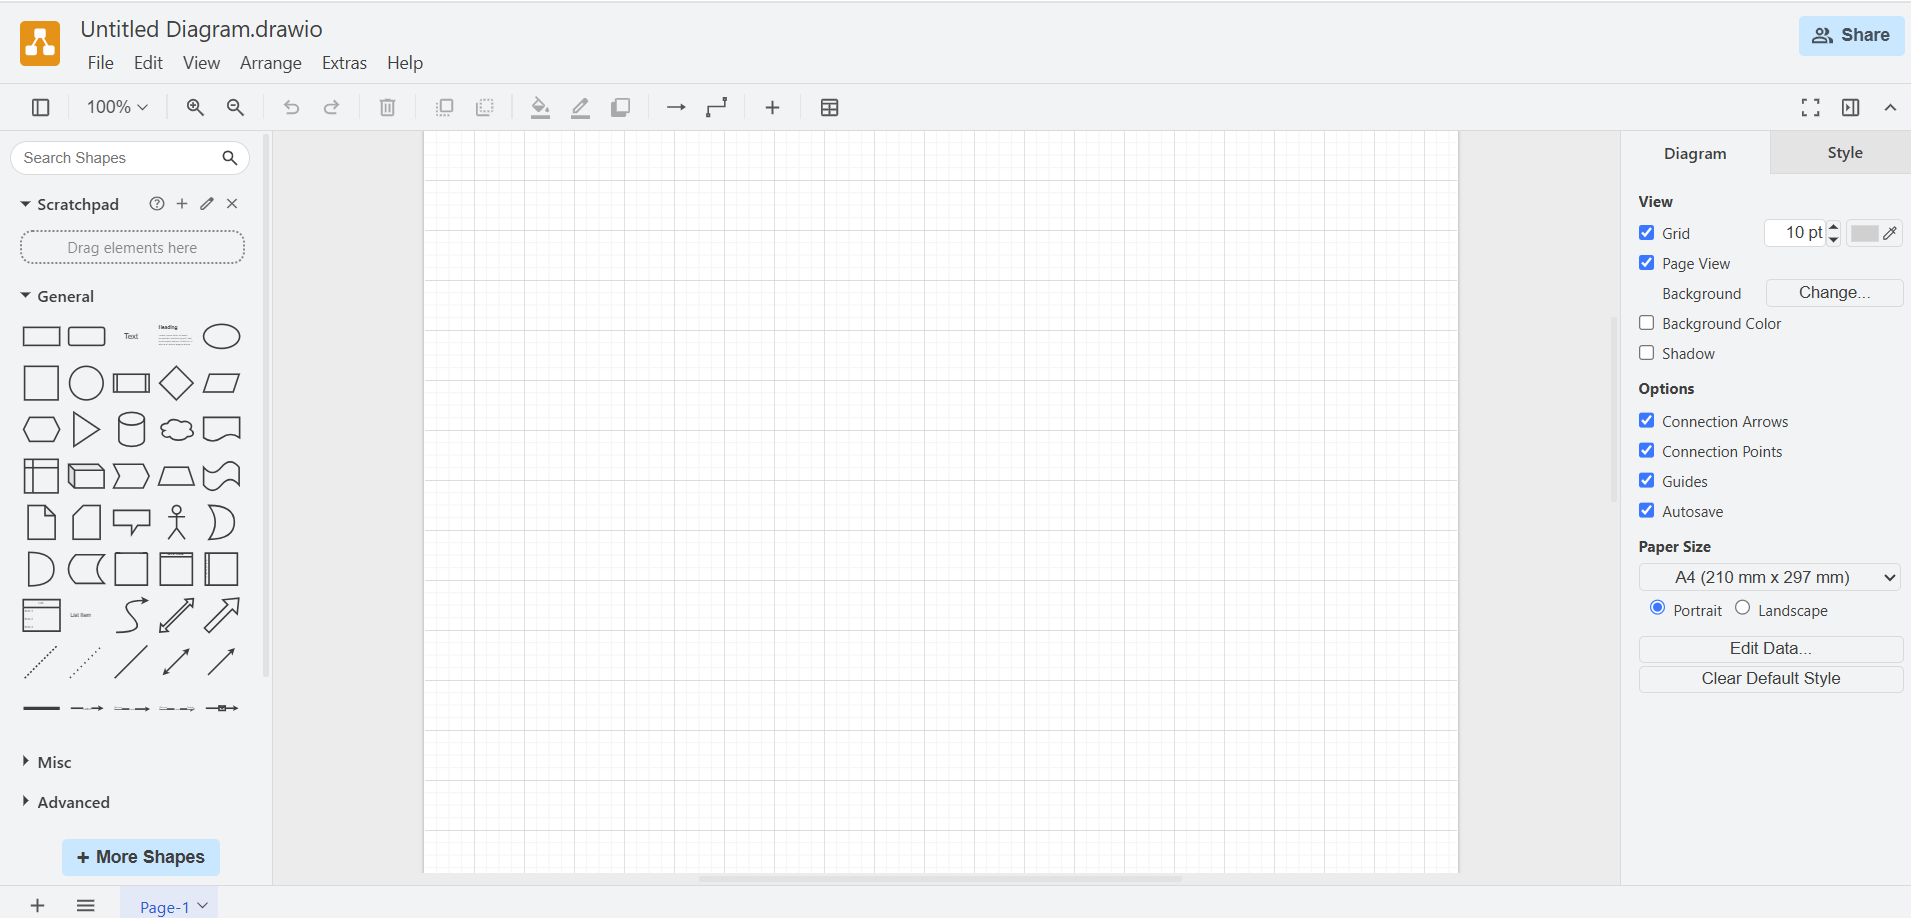 Untitled Diagram.drawio
File Edit View Arrange Extras Help
Share
100%
Search Shapes
Scratchpad
Drag elements here
General
Text
Heading
List Item
Misc
Advanced
+ More Shapes
Page-1
Diagram Style
View
Grid 10 pt
Page View
Background Change...
Background Color
Shadow
Options
Connection Arrows
Connection Points
Guides
Autosave
Paper Size
A4 (210 mm x 297 mm)
Portrait Landscape
Edit Data...
Clear Default Style